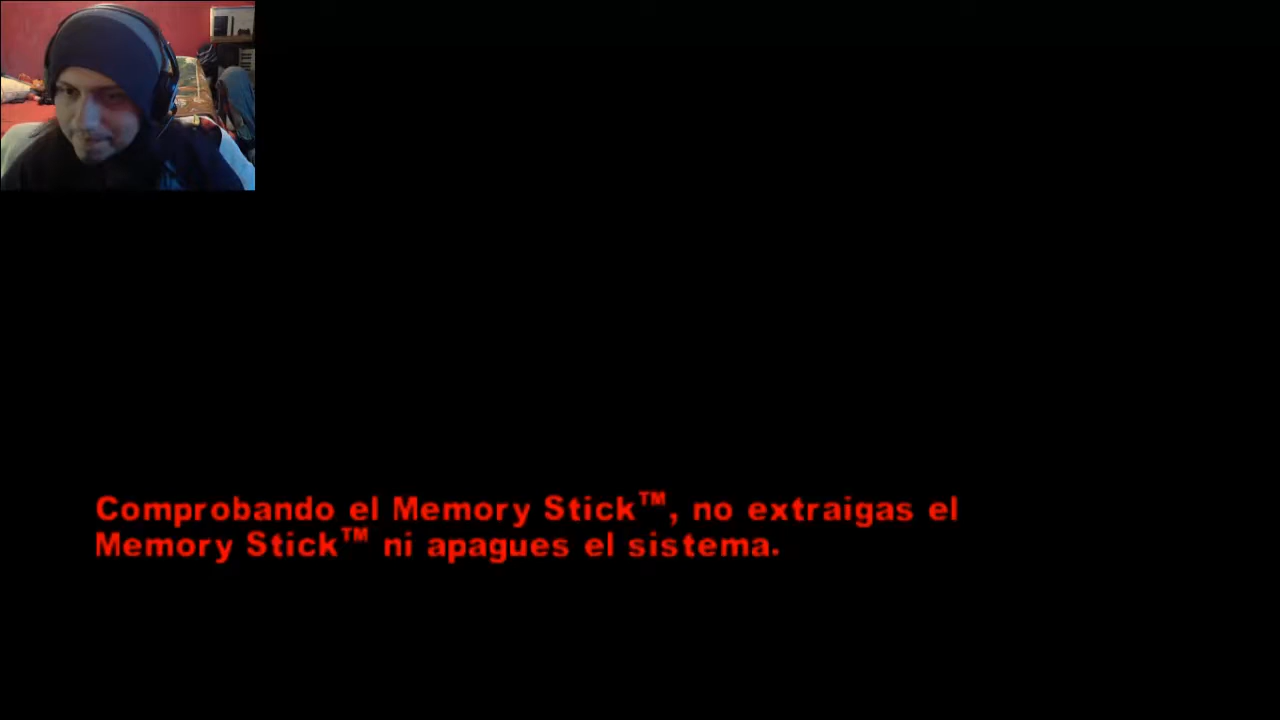 Comprobando el Memory Stick™, no extraigas el
Memory Stick™ ni apagues el sistema.